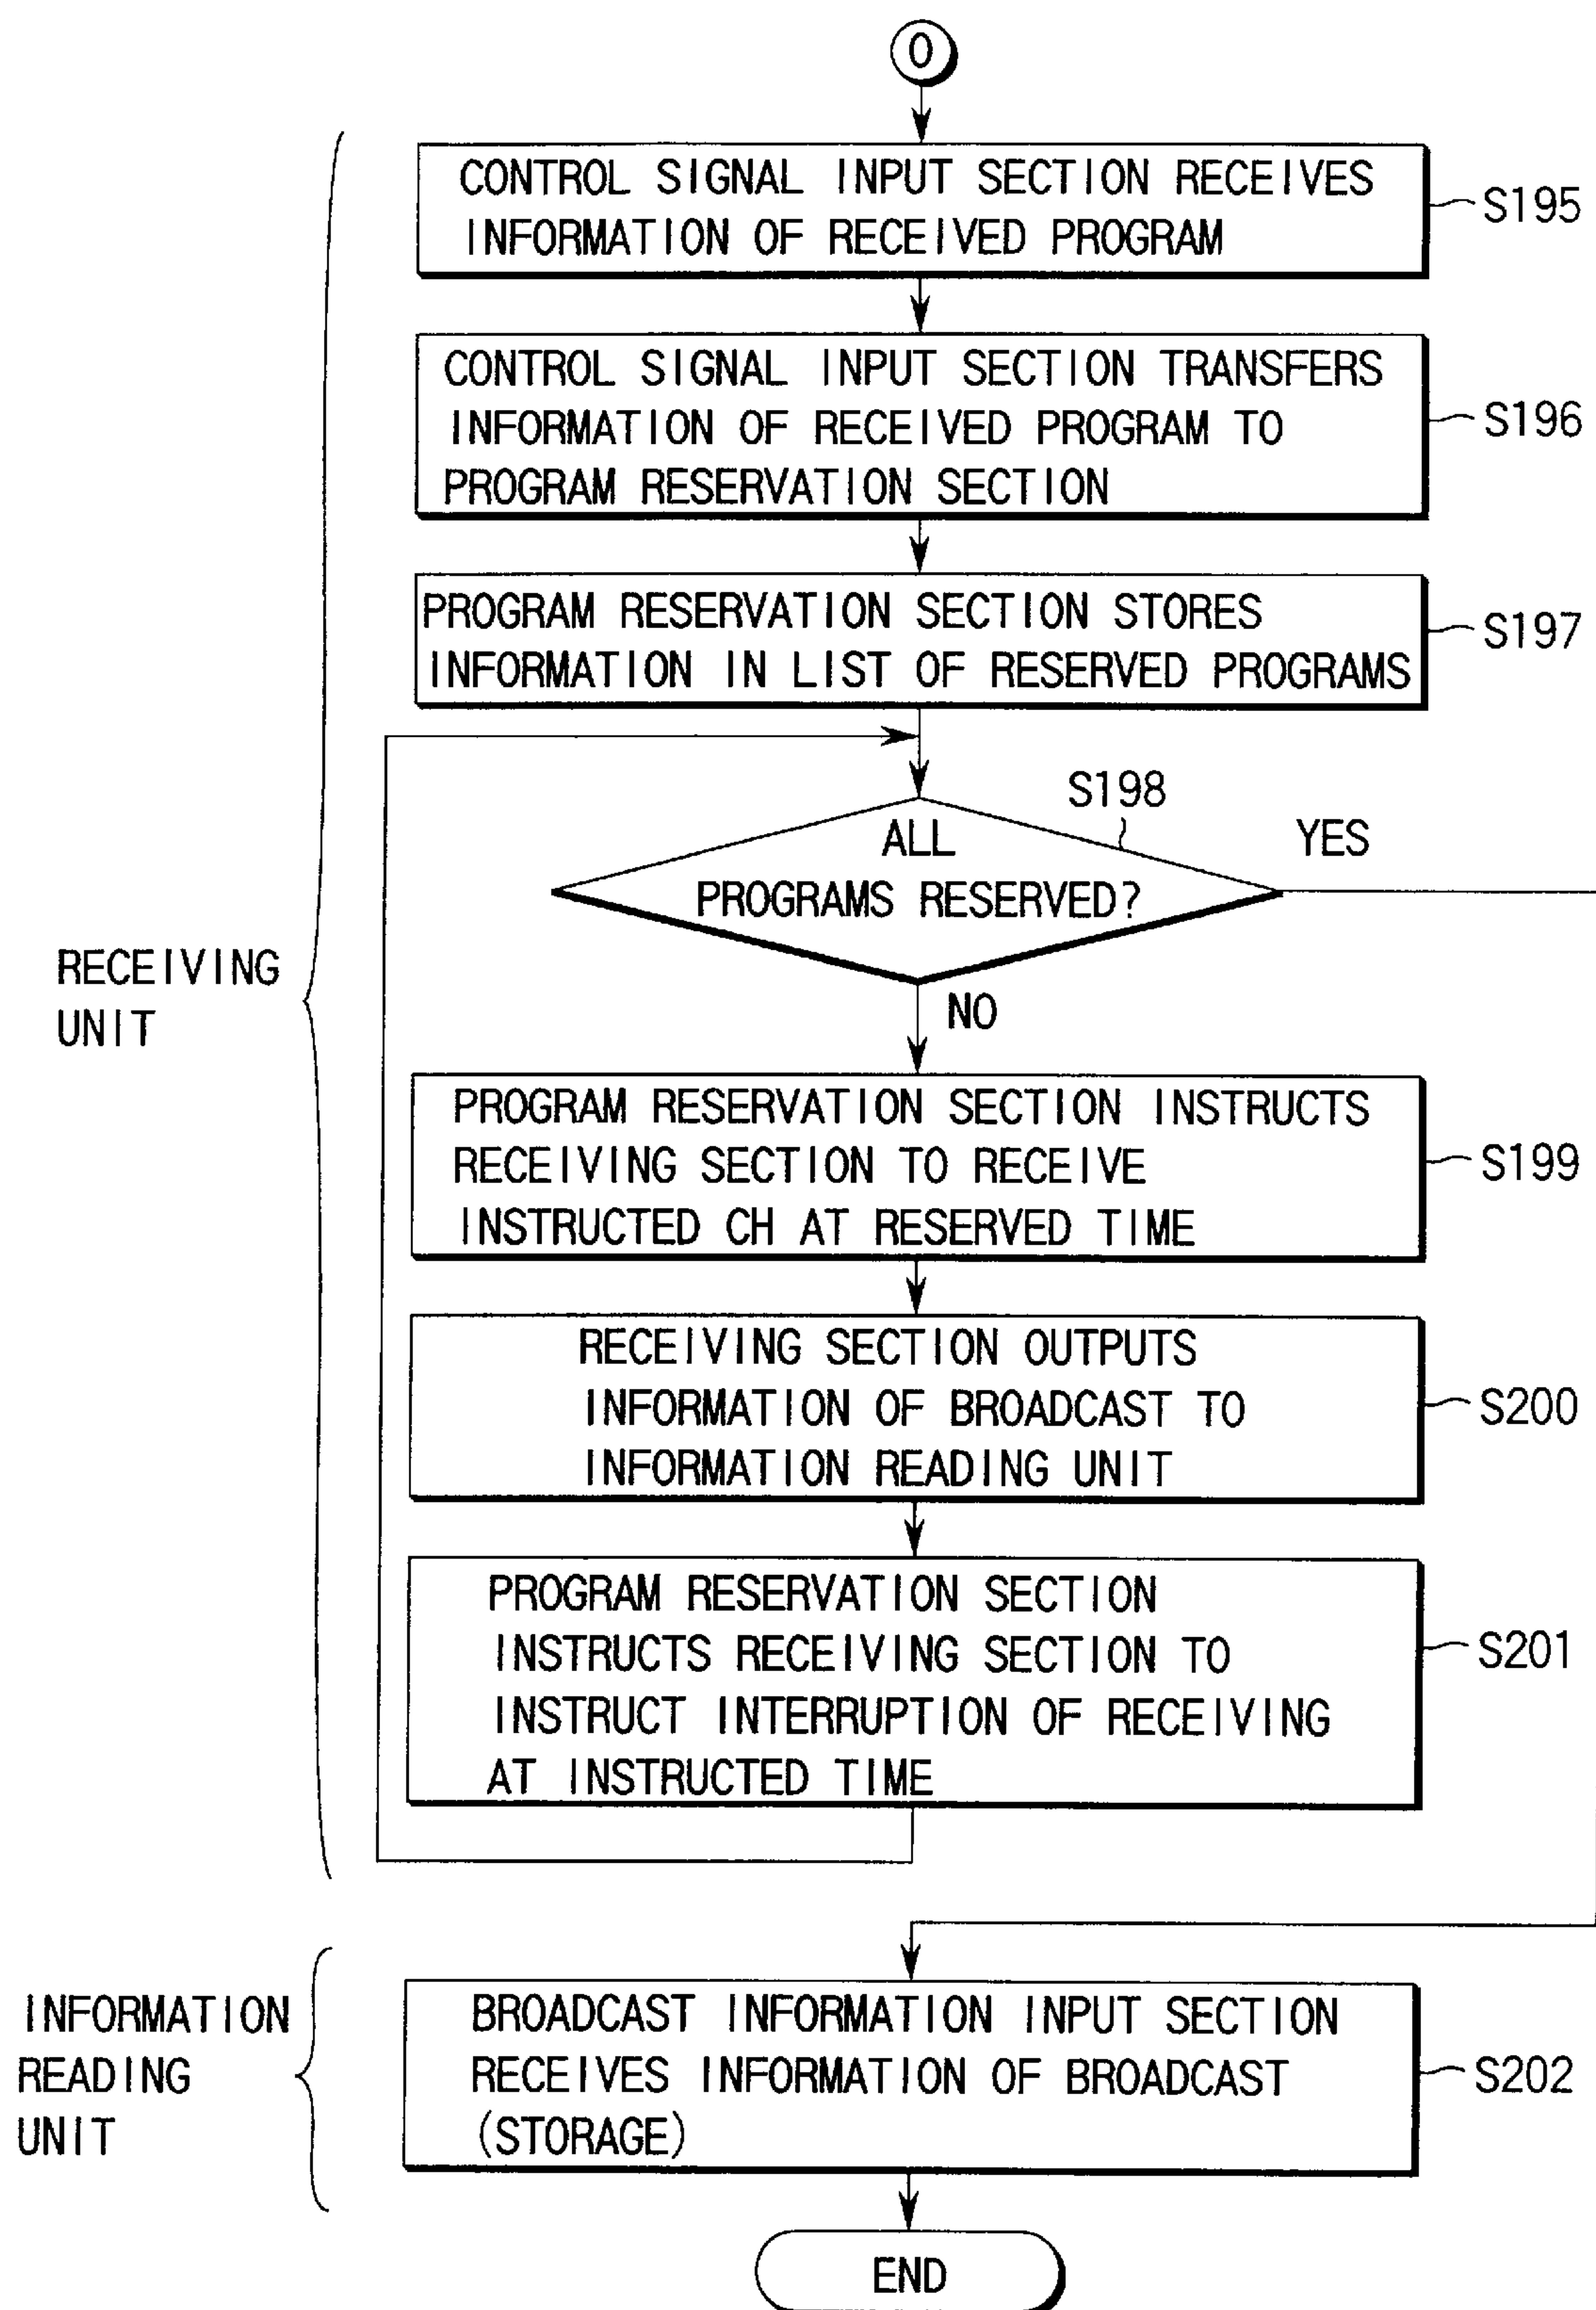 O
CONTROL SIGNAL INPUT SECTION RECEIVES
INFORMATION OF RECEIVED PROGRAM
S195
CONTROL SIGNAL INPUT SECTION TRANSFERS
INFORMATION OF RECEIVED PROGRAM TO
PROGRAM RESERVATION SECTION
S196
PROGRAM RESERVATION SECTION STORES
INFORMATION IN LIST OF RESERVED PROGRAMS
S197
S198
ALL
PROGRAMS RESERVED?
YES
NO
RECEIVING
UNIT
PROGRAM RESERVATION SECTION INSTRUCTS
RECEIVING SECTION TO RECEIVE
INSTRUCTED CH AT RESERVED TIME
S199
RECEIVING SECTION OUTPUTS
INFORMATION OF BROADCAST TO
INFORMATION READING UNIT
S200
PROGRAM RESERVATION SECTION
INSTRUCTS RECEIVING SECTION TO
INSTRUCT INTERRUPTION OF RECEIVING
AT INSTRUCTED TIME
S201
INFORMATION
READING
UNIT
BROADCAST INFORMATION INPUT SECTION
RECEIVES INFORMATION OF BROADCAST
(STORAGE)
S202
END